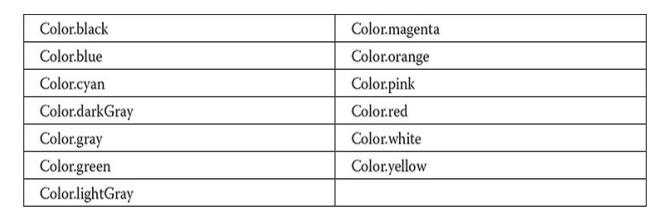 Color.black Color.magenta
Color.blue Color.orange
Color.cyan Color.pink
Color.darkGray Color.red
Color.gray Color.white
Color.green Color.yellow
Color.lightGray